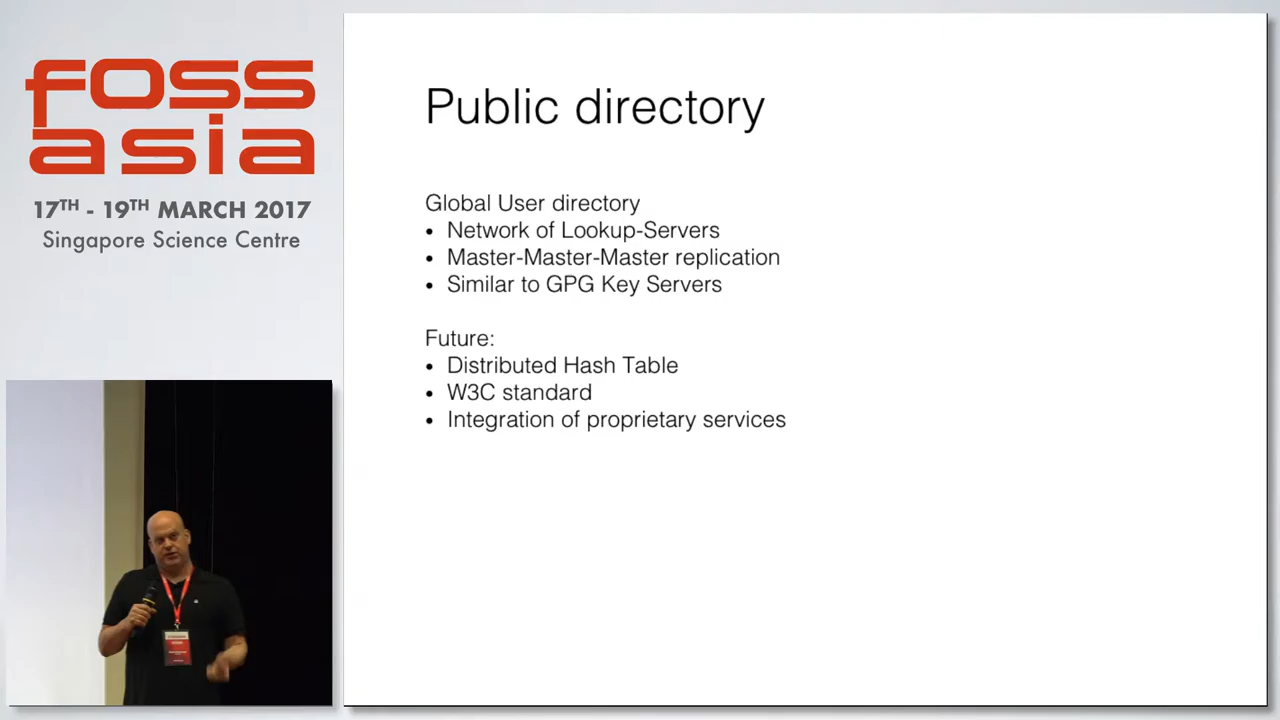 foss
asia
17TH - 19TH MARCH 2017
Singapore Science Centre
Public directory
Global User directory
• Network of Lookup-Servers
• Master-Master-Master replication
• Similar to GPG Key Servers
Future:
• Distributed Hash Table
• W3C standard
• Integration of proprietary services